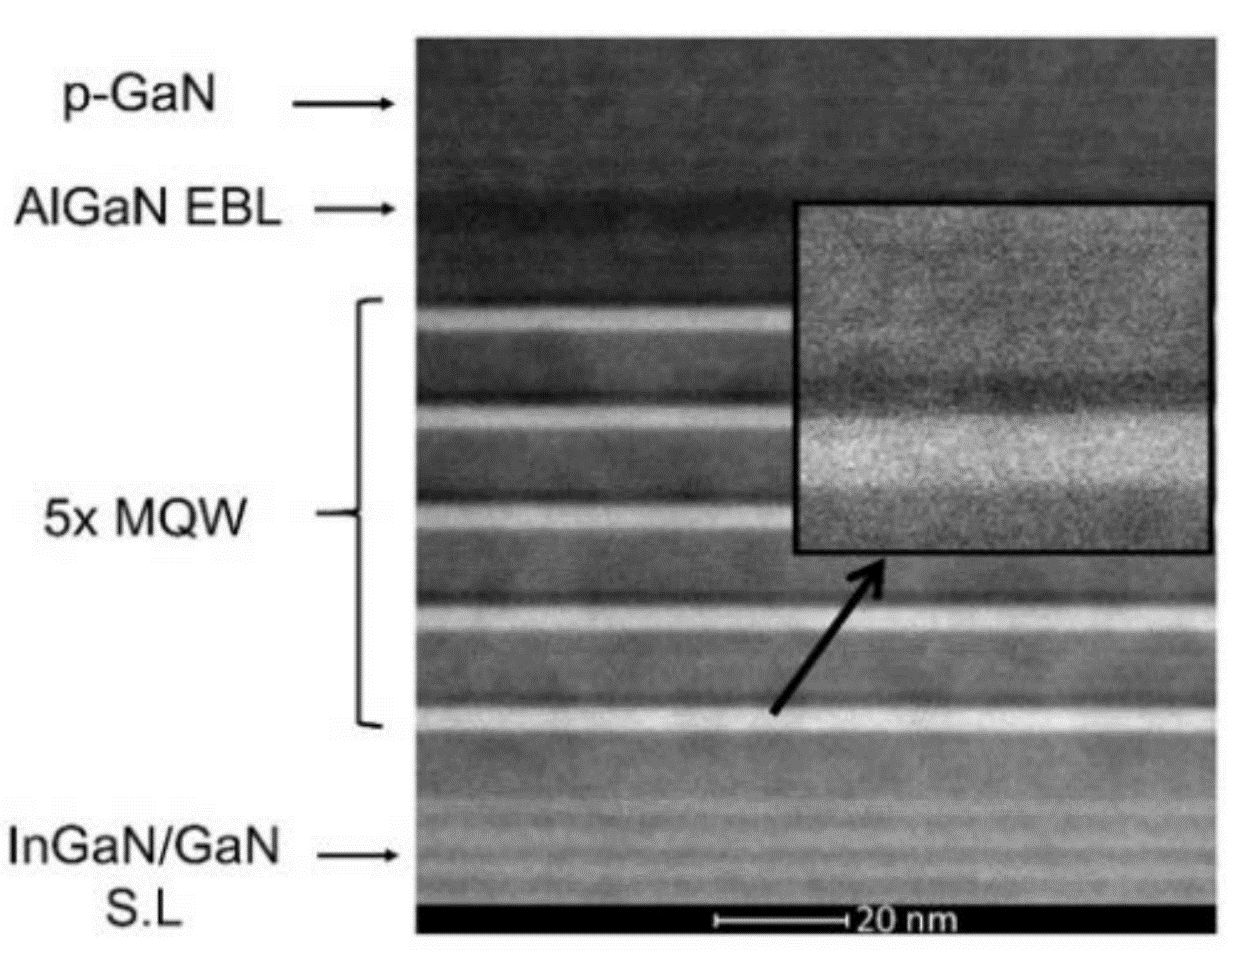 p-GaN
AlGaN EBL
5x MQW
InGaN/GaN
S.L
20 nm